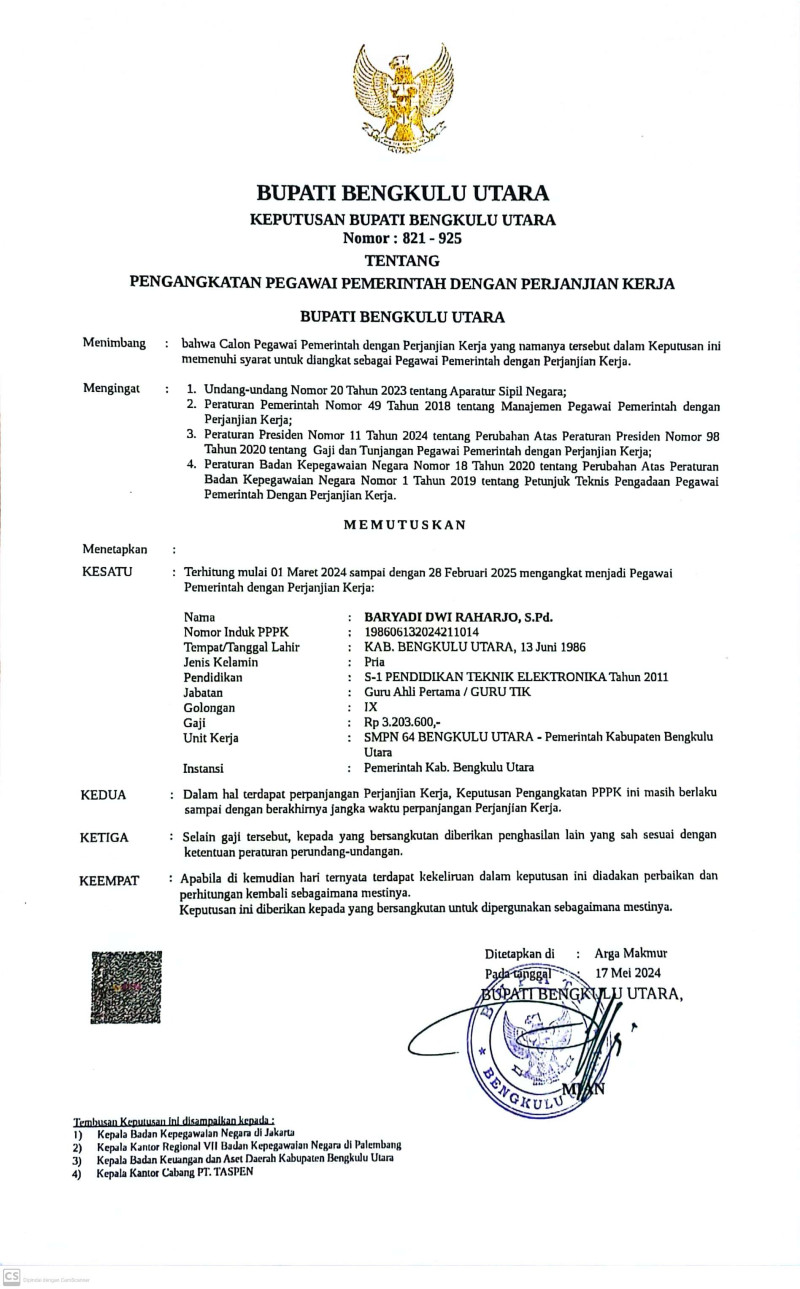 BUPATI BENGKULU UTARA
KEPUTUSAN BUPATI BENGKULU UTARA
Nomor : 821 - 925
TENTANG
PENGANGKATAN PEGAWAI PEMERINTAH DENGAN PERJANJIAN KERJA
BUPATI BENGKULU UTARA
Menimbang : bahwa Calon Pegawai Pemerintah dengan Perjanjian Kerja yang namanya tersebut dalam Keputusan ini
memenuhi syarat untuk diangkat sebagai Pegawai Pemerintah dengan Perjanjian Kerja.
Mengingat : 1. Undang-undang Nomor 20 Tahun 2023 tentang Aparatur Sipil Negara;
2. Peraturan Pemerintah Nomor 49 Tahun 2018 tentang Manajemen Pegawai Pemerintah dengan
Perjanjian Kerja;
3. Peraturan Presiden Nomor 11 Tahun 2024 tentang Perubahan Atas Peraturan Presiden Nomor 98
Tahun 2020 tentang Gaji dan Tunjangan Pegawai Pemerintah dengan Perjanjian Kerja;
4. Peraturan Badan Kepegawaian Negara Nomor 18 Tahun 2020 tentang Perubahan Atas Peraturan
Badan Kepegawaian Negara Nomor 1 Tahun 2019 tentang Petunjuk Teknis Pengadaan Pegawai
Pemerintah Dengan Perjanjian Kerja.
MEMUTUSKAN
Menetapkan :
KESATU : Terhitung mulai 01 Maret 2024 sampai dengan 28 Februari 2025 mengangkat menjadi Pegawai
Pemerintah dengan Perjanjian Kerja:
Nama : BARYADI DWI RAHARJO, S.Pd.
Nomor Induk PPPK : 198606132024211014
Tempat/Tanggal Lahir : KAB. BENGKULU UTARA, 13 Juni 1986
Jenis Kelamin : Pria
Pendidikan : S-1 PENDIDIKAN TEKNIK ELEKTRONIKA Tahun 2011
Jabatan : Guru Ahli Pertama / GURU TIK
Golongan : IX
Gaji : Rp 3.203.600,-
Unit Kerja : SMPN 64 BENGKULU UTARA - Pemerintah Kabupaten Bengkulu
Utara
Instansi : Pemerintah Kab. Bengkulu Utara
KEDUA : Dalam hal terdapat perpanjangan Perjanjian Kerja, Keputusan Pengangkatan PPPK ini masih berlaku
sampai dengan berakhirnya jangka waktu perpanjangan Perjanjian Kerja.
KETIGA : Selain gaji tersebut, kepada yang bersangkutan diberikan penghasilan lain yang sah sesuai dengan
ketentuan peraturan perundang-undangan.
KEEMPAT : Apabila di kemudian hari ternyata terdapat kekeliruan dalam keputusan ini diadakan perbaikan dan
perhitungan kembali sebagaimana mestinya.
Keputusan ini diberikan kepada yang bersangkutan untuk dipergunakan sebagaimana mestinya.
Ditetapkan di : Arga Makmur
Pada tanggal : 17 Mei 2024
BUPATI BENGKULU UTARA,
BUPATI
BENGKULU
MIAN
Tembusan Keputusan ini disampaikan kepada :
1) Kepala Badan Kepegawaian Negara di Jakarta
2) Kepala Kantor Regional VII Badan Kepegawaian Negara di Palembang
3) Kepala Badan Keuangan dan Aset Daerah Kabupaten Bengkulu Utara
4) Kepala Kantor Cabang PT. TASPEN
CS Dipindai dengan CamScanner